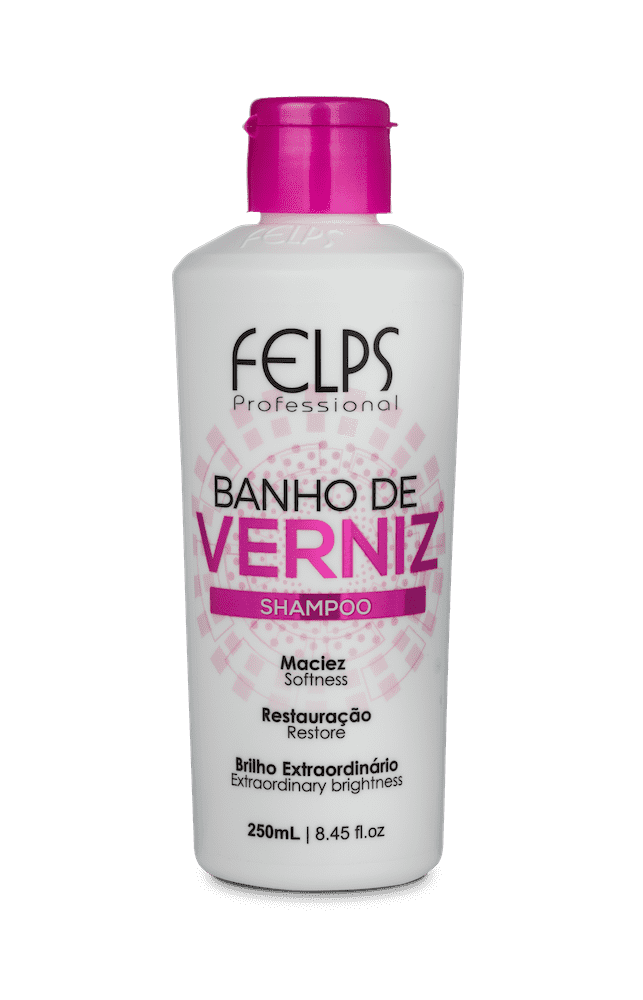 FELPS
FELPS
Professional
BANHO DE
VERNIZ®
SHAMPOO
Maciez
Softness
Restauração
Restore
Brilho Extraordinário
Extraordinary brightness
250mL | 8.45 fl.oz